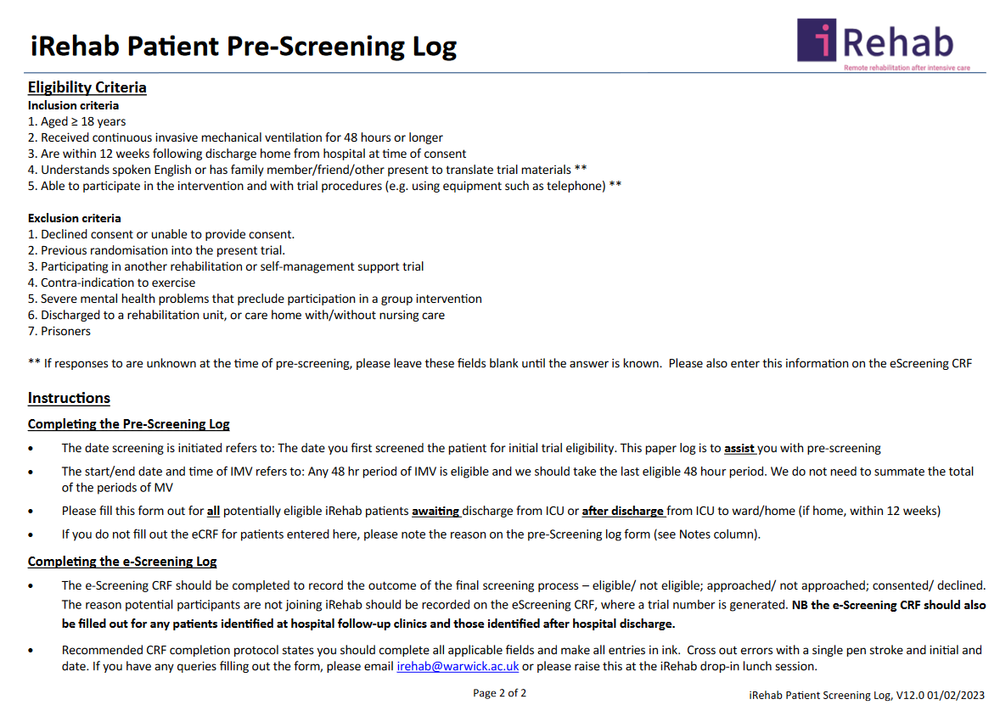 iRehab Patient Pre-Screening Log
iRehab
Remote rehabilitation after intensive care
Eligibility Criteria
Inclusion criteria
1. Aged ≥ 18 years
2. Received continuous invasive mechanical ventilation for 48 hours or longer
3. Are within 12 weeks following discharge home from hospital at time of consent
4. Understands spoken English or has family member/friend/other present to translate trial materials **
5. Able to participate in the intervention and with trial procedures (e.g. using equipment such as telephone) **
Exclusion criteria
1. Declined consent or unable to provide consent.
2. Previous randomisation into the present trial.
3. Participating in another rehabilitation or self-management support trial
4. Contra-indication to exercise
5. Severe mental health problems that preclude participation in a group intervention
6. Discharged to a rehabilitation unit, or care home with/without nursing care
7. Prisoners
** If responses to are unknown at the time of pre-screening, please leave these fields blank until the answer is known.  Please also enter this information on the eScreening CRF
Instructions
Completing the Pre-Screening Log
• The date screening is initiated refers to: The date you first screened the patient for initial trial eligibility. This paper log is to assist you with pre-screening
• The start/end date and time of IMV refers to: Any 48 hr period of IMV is eligible and we should take the last eligible 48 hour period. We do not need to summate the total
of the periods of MV
• Please fill this form out for all potentially eligible iRehab patients awaiting discharge from ICU or after discharge from ICU to ward/home (if home, within 12 weeks)
• If you do not fill out the eCRF for patients entered here, please note the reason on the pre-Screening log form (see Notes column).
Completing the e-Screening Log
• The e-Screening CRF should be completed to record the outcome of the final screening process – eligible/ not eligible; approached/ not approached; consented/ declined.
The reason potential participants are not joining iRehab should be recorded on the eScreening CRF, where a trial number is generated. NB the e-Screening CRF should also
be filled out for any patients identified at hospital follow-up clinics and those identified after hospital discharge.
• Recommended CRF completion protocol states you should complete all applicable fields and make all entries in ink.  Cross out errors with a single pen stroke and initial and
date. If you have any queries filling out the form, please email irehab@warwick.ac.uk or please raise this at the iRehab drop-in lunch session.
Page 2 of 2
iRehab Patient Screening Log, V12.0 01/02/2023